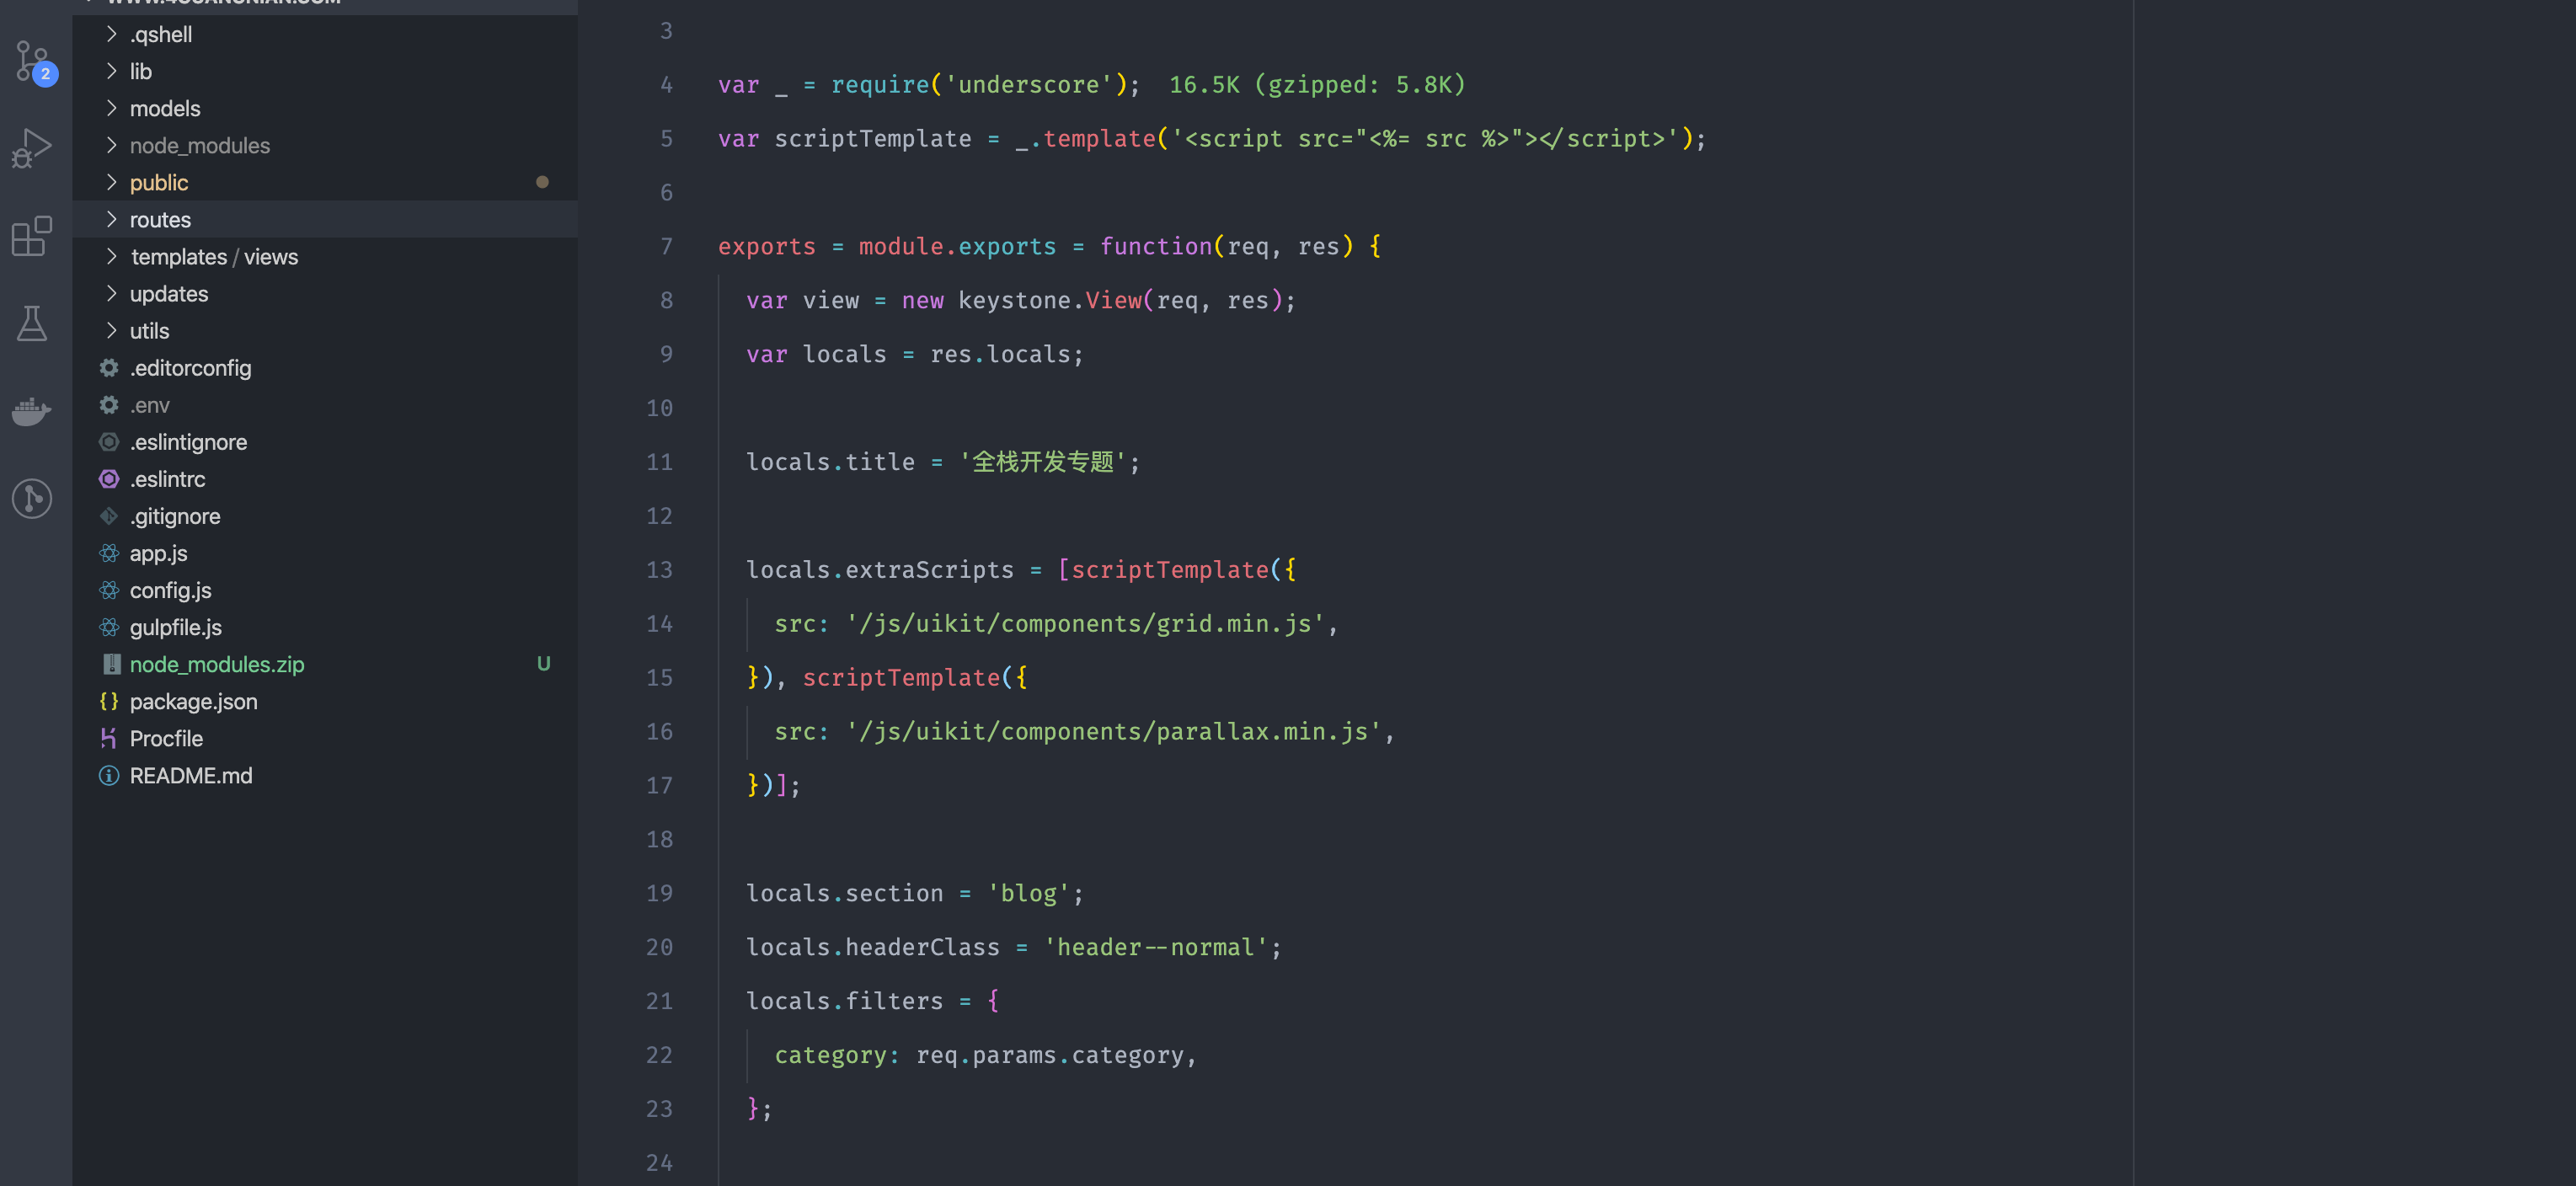 2
.qshell
lib
models
node_modules
public
routes
templates / views
updates
utils
.editorconfig
.env
.eslintignore
.eslintrc
.gitignore
app.js
config.js
gulpfile.js
node_modules.zip U
package.json
Procfile
README.md
3
4 var _ = require('underscore'); 16.5K (gzipped: 5.8K)
5 var scriptTemplate = _.template('<script src="<%= src %>"></script>');
6
7 exports = module.exports = function(req, res) {
8 var view = new keystone.View(req, res);
9 var locals = res.locals;
10
11 locals.title = '全栈开发专题';
12
13 locals.extraScripts = [scriptTemplate({
14 src: '/js/uikit/components/grid.min.js',
15 }), scriptTemplate({
16 src: '/js/uikit/components/parallax.min.js',
17 })];
18
19 locals.section = 'blog';
20 locals.headerClass = 'header--normal';
21 locals.filters = {
22 category: req.params.category,
23 };
24